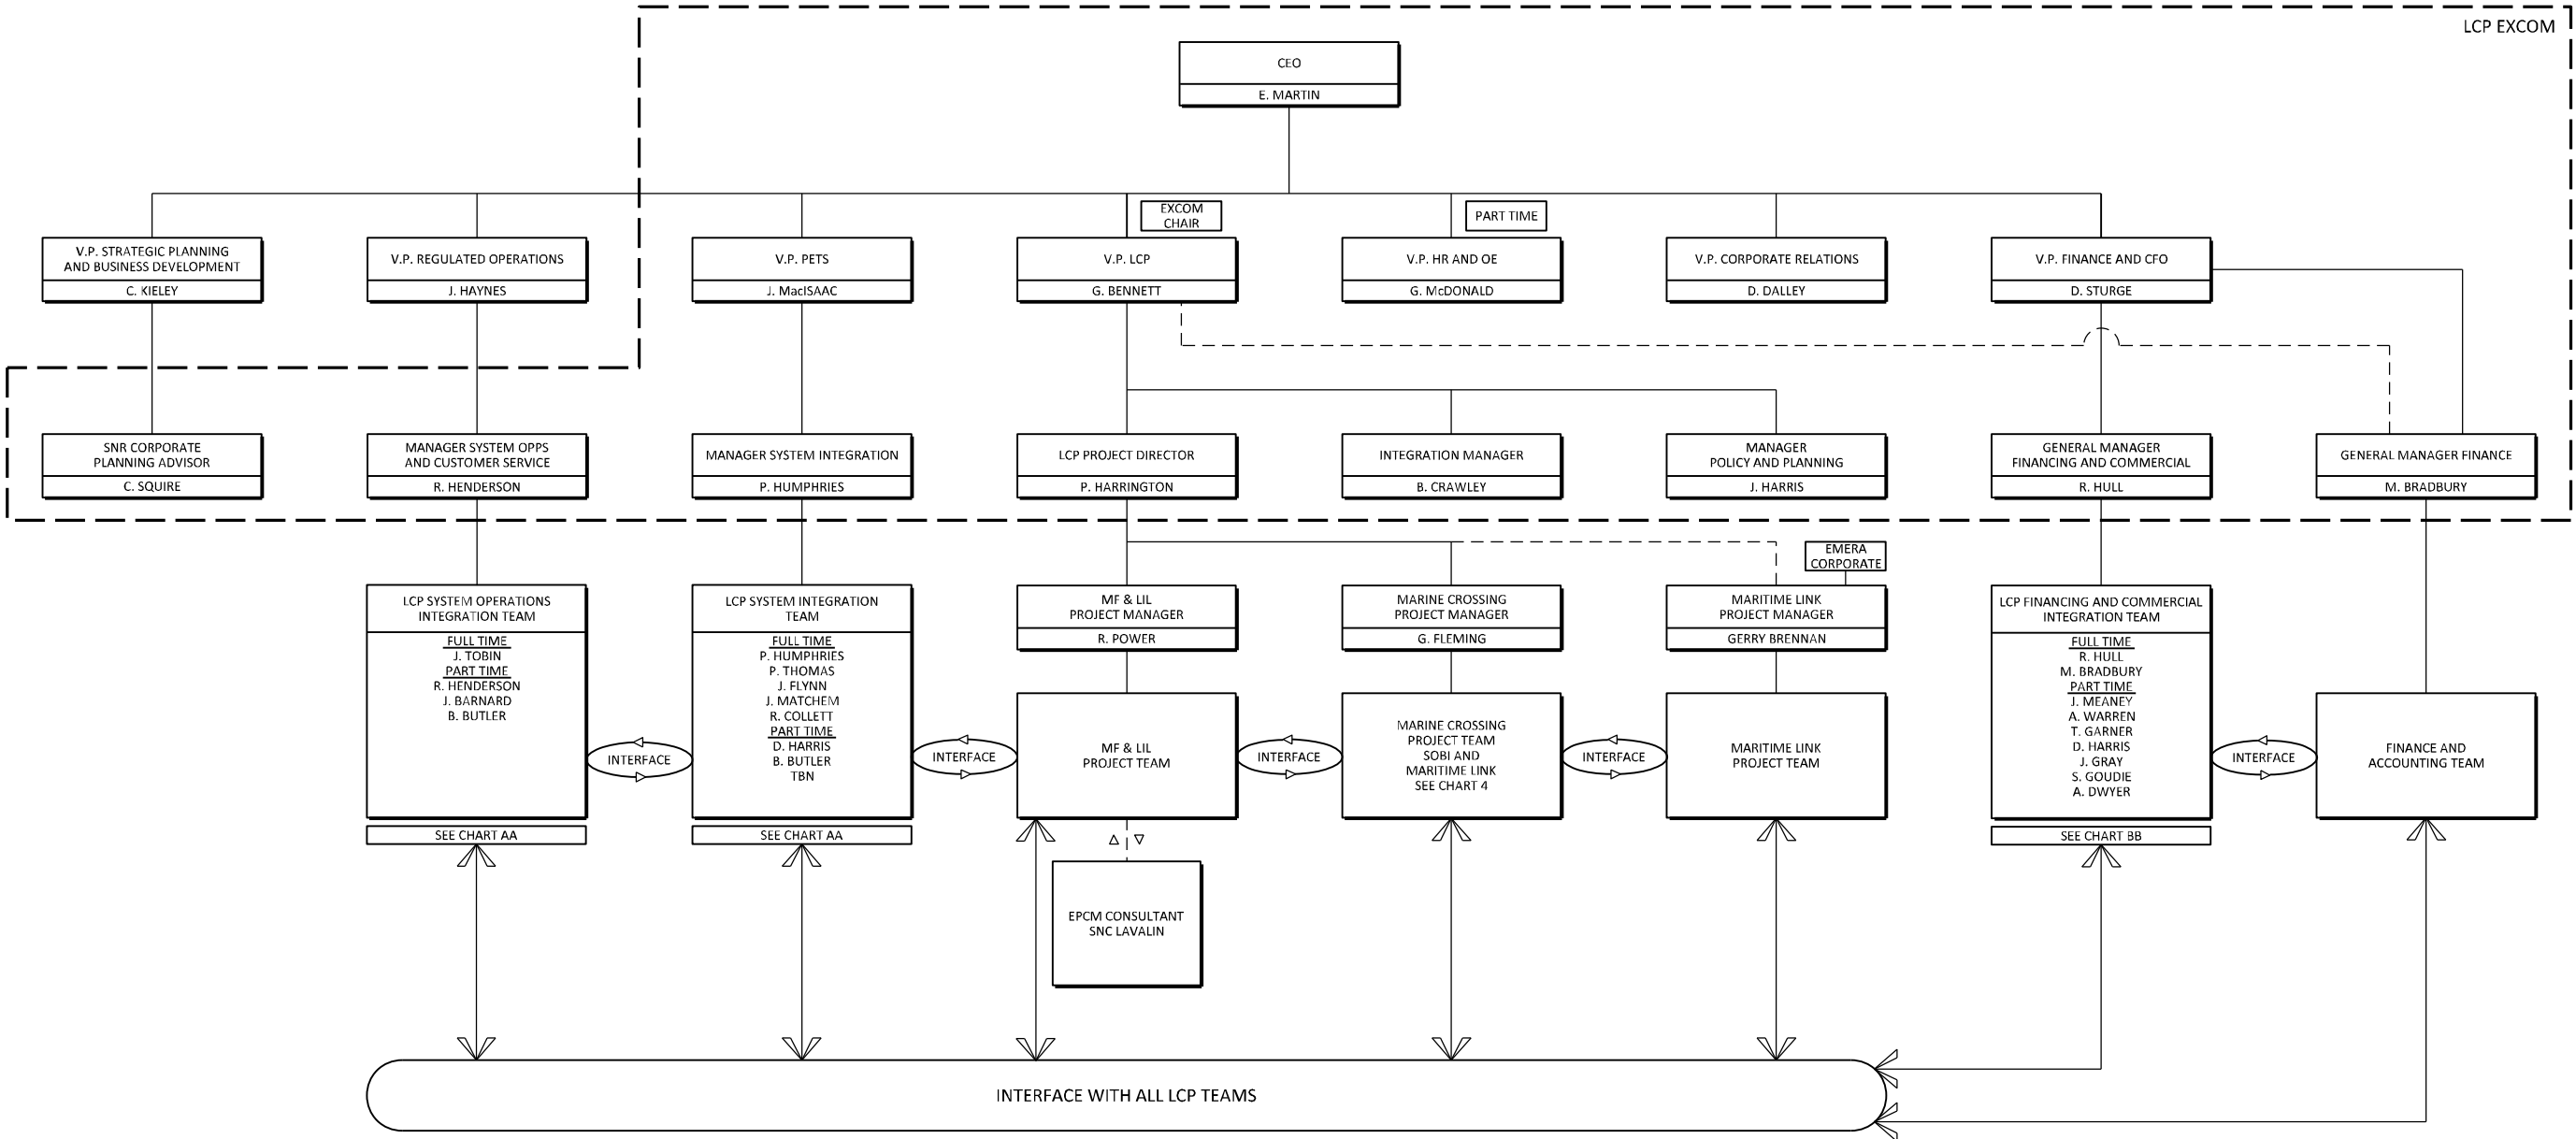 LCP EXCOM
CEO
E. MARTIN
EXCOM
CHAIR
PART TIME
V.P. STRATEGIC PLANNING
AND BUSINESS DEVELOPMENT
C. KIELEY
V.P. REGULATED OPERATIONS
J. HAYNES
V.P. PETS
J. MacISAAC
V.P. LCP
G. BENNETT
V.P. HR AND OE
G. McDONALD
V.P. CORPORATE RELATIONS
D. DALLEY
V.P. FINANCE AND CFO
D. STURGE
SNR CORPORATE
PLANNING ADVISOR
C. SQUIRE
MANAGER SYSTEM OPPS
AND CUSTOMER SERVICE
R. HENDERSON
MANAGER SYSTEM INTEGRATION
P. HUMPHRIES
LCP PROJECT DIRECTOR
P. HARRINGTON
INTEGRATION MANAGER
B. CRAWLEY
MANAGER
POLICY AND PLANNING
J. HARRIS
GENERAL MANAGER
FINANCING AND COMMERCIAL
R. HULL
GENERAL MANAGER FINANCE
M. BRADBURY
EMERA
CORPORATE
LCP SYSTEM OPERATIONS
INTEGRATION TEAM
FULL TIME
J. TOBIN
PART TIME
R. HENDERSON
J. BARNARD
B. BUTLER
SEE CHART AA
INTERFACE
LCP SYSTEM INTEGRATION
TEAM
FULL TIME
P. HUMPHRIES
P. THOMAS
J. FLYNN
J. MATCHEM
R. COLLETT
PART TIME
D. HARRIS
B. BUTLER
TBN
SEE CHART AA
INTERFACE
MF & LIL
PROJECT MANAGER
R. POWER
MF & LIL
PROJECT TEAM
EPCM CONSULTANT
SNC LAVALIN
INTERFACE
MARINE CROSSING
PROJECT MANAGER
G. FLEMING
MARINE CROSSING
PROJECT TEAM
SOBI AND
MARITIME LINK
SEE CHART 4
INTERFACE
MARITIME LINK
PROJECT MANAGER
GERRY BRENNAN
MARITIME LINK
PROJECT TEAM
LCP FINANCING AND COMMERCIAL
INTEGRATION TEAM
FULL TIME
R. HULL
M. BRADBURY
PART TIME
J. MEANEY
A. WARREN
T. GARNER
D. HARRIS
J. GRAY
S. GOUDIE
A. DWYER
SEE CHART BB
INTERFACE
FINANCE AND
ACCOUNTING TEAM
INTERFACE WITH ALL LCP TEAMS